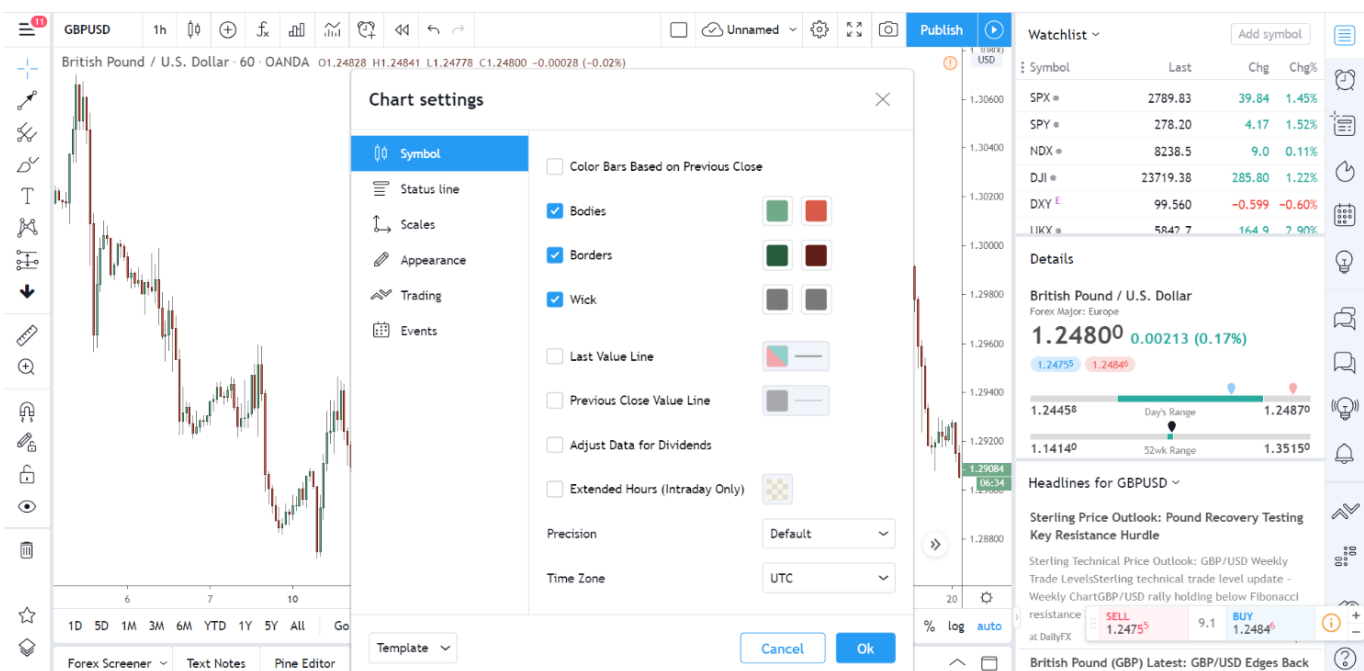 11
GBPUSD 1h Unnamed Publish
British Pound / U.S. Dollar · 60 · OANDA O1.24828 H1.24841 L1.24778 C1.24800 −0.00028 (−0.02%)
USD
1.30600
1.30400
1.30200
1.30000
1.29800
1.29600
1.29400
1.29200
1.29084
06:34
1.28800
Chart settings
Symbol
Status line
Scales
Appearance
Trading
Events
Color Bars Based on Previous Close
Bodies
Borders
Wick
Last Value Line
Previous Close Value Line
Adjust Data for Dividends
Extended Hours (Intraday Only)
Precision Default
Time Zone UTC
Template Cancel Ok
6 7 10 20
1D 5D 1M 3M 6M YTD 1Y 5Y All Go % log auto
Forex Screener Text Notes Pine Editor
Watchlist Add symbol
Symbol Last Chg Chg%
SPX 2789.83 39.84 1.45%
SPY 278.20 4.17 1.52%
NDX 8238.5 9.0 0.11%
DJI 23719.38 285.80 1.22%
DXY E 99.560 −0.599 −0.60%
UKX 5842.7 164.9 2.90%
Details
British Pound / U.S. Dollar
Forex Major: Europe
1.24800 0.00213 (0.17%)
1.24755 1.24846
1.24458 Day's Range 1.24870
1.14140 52wk Range 1.35150
Headlines for GBPUSD
Sterling Price Outlook: Pound Recovery Testing
Key Resistance Hurdle
Sterling Technical Price Outlook: GBP/USD Weekly
Trade LevelsSterling technical trade level update -
Weekly ChartGBP/USD rally holding below Fibonacci
resistance
at DailyFX
SELL
1.24755
9.1
BUY
1.24846
British Pound (GBP) Latest: GBP/USD Edges Back